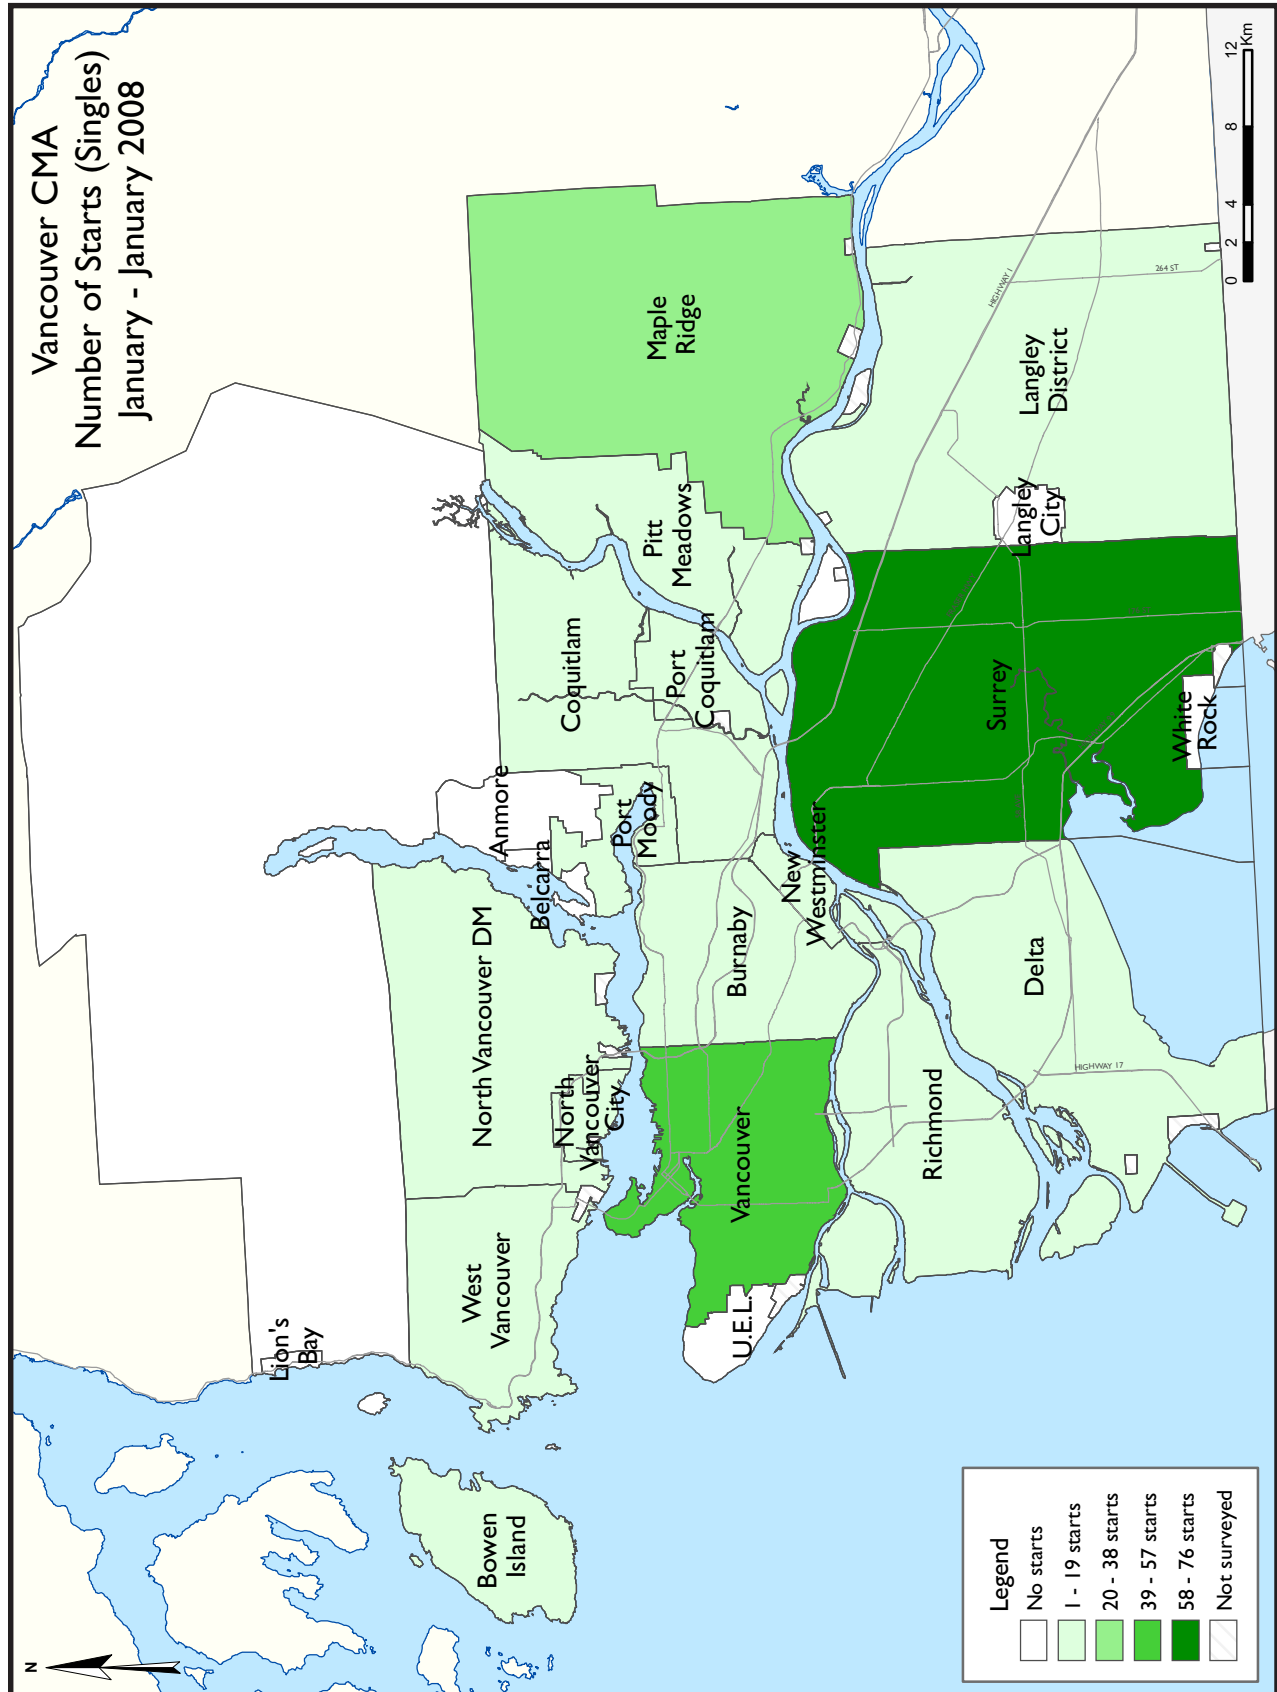 Vancouver CMA
Number of Starts (Singles)
January - January 2008
N
Lion's
Bay
Bowen
Island
West
Vancouver
North Vancouver DM
North
Vancouver
City
Belcarra
Anmore
Port
Moody
Coquitlam
Port
Coquitlam
Pitt
Meadows
Maple
Ridge
U.E.L.
Vancouver
Burnaby
New
Westminster
Richmond
Delta
Surrey
White
Rock
Langley
City
Langley
District
HIGHWAY 1
264 ST
HIGHWAY 17
Legend
No starts
1 - 19 starts
20 - 38 starts
39 - 57 starts
58 - 76 starts
Not surveyed
0 2 4 8 12
Km